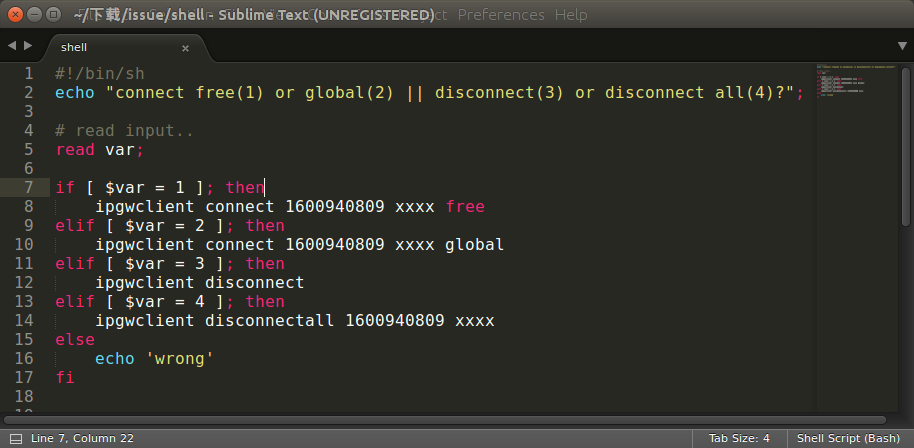 ~/下载/issue/shell - Sublime Text (UNREGISTERED)
Preferences Help
shell ×
1 #!/bin/sh
2 echo "connect free(1) or global(2) || disconnect(3) or disconnect all(4)?";
3
4 # read input..
5 read var;
6
7 if [ $var = 1 ]; then
8 ipgwclient connect 1600940809 xxxx free
9 elif [ $var = 2 ]; then
10 ipgwclient connect 1600940809 xxxx global
11 elif [ $var = 3 ]; then
12 ipgwclient disconnect
13 elif [ $var = 4 ]; then
14 ipgwclient disconnectall 1600940809 xxxx
15 else
16 echo 'wrong'
17 fi
18
Line 7, Column 22 Tab Size: 4 Shell Script (Bash)